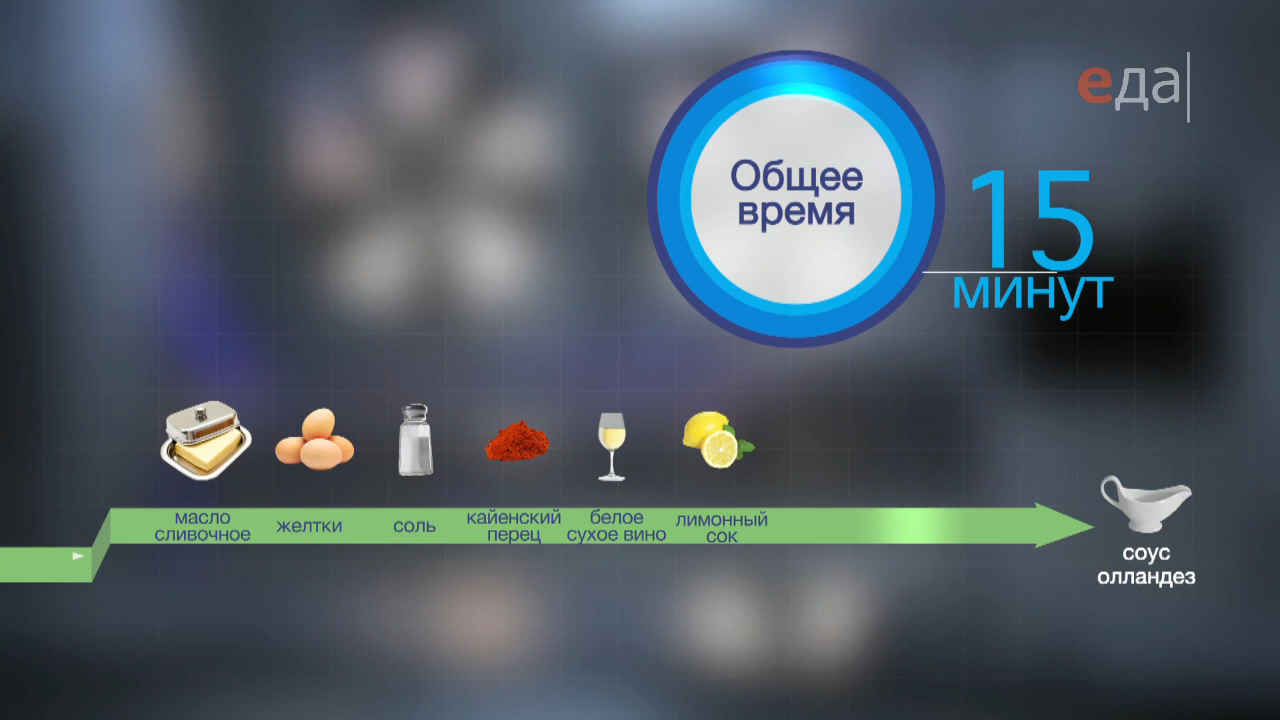 еда
Общее
время
15
минут
масло
сливочное
желтки
соль
кайенский
перец
белое
сухое вино
лимонный
сок
соус
олландез